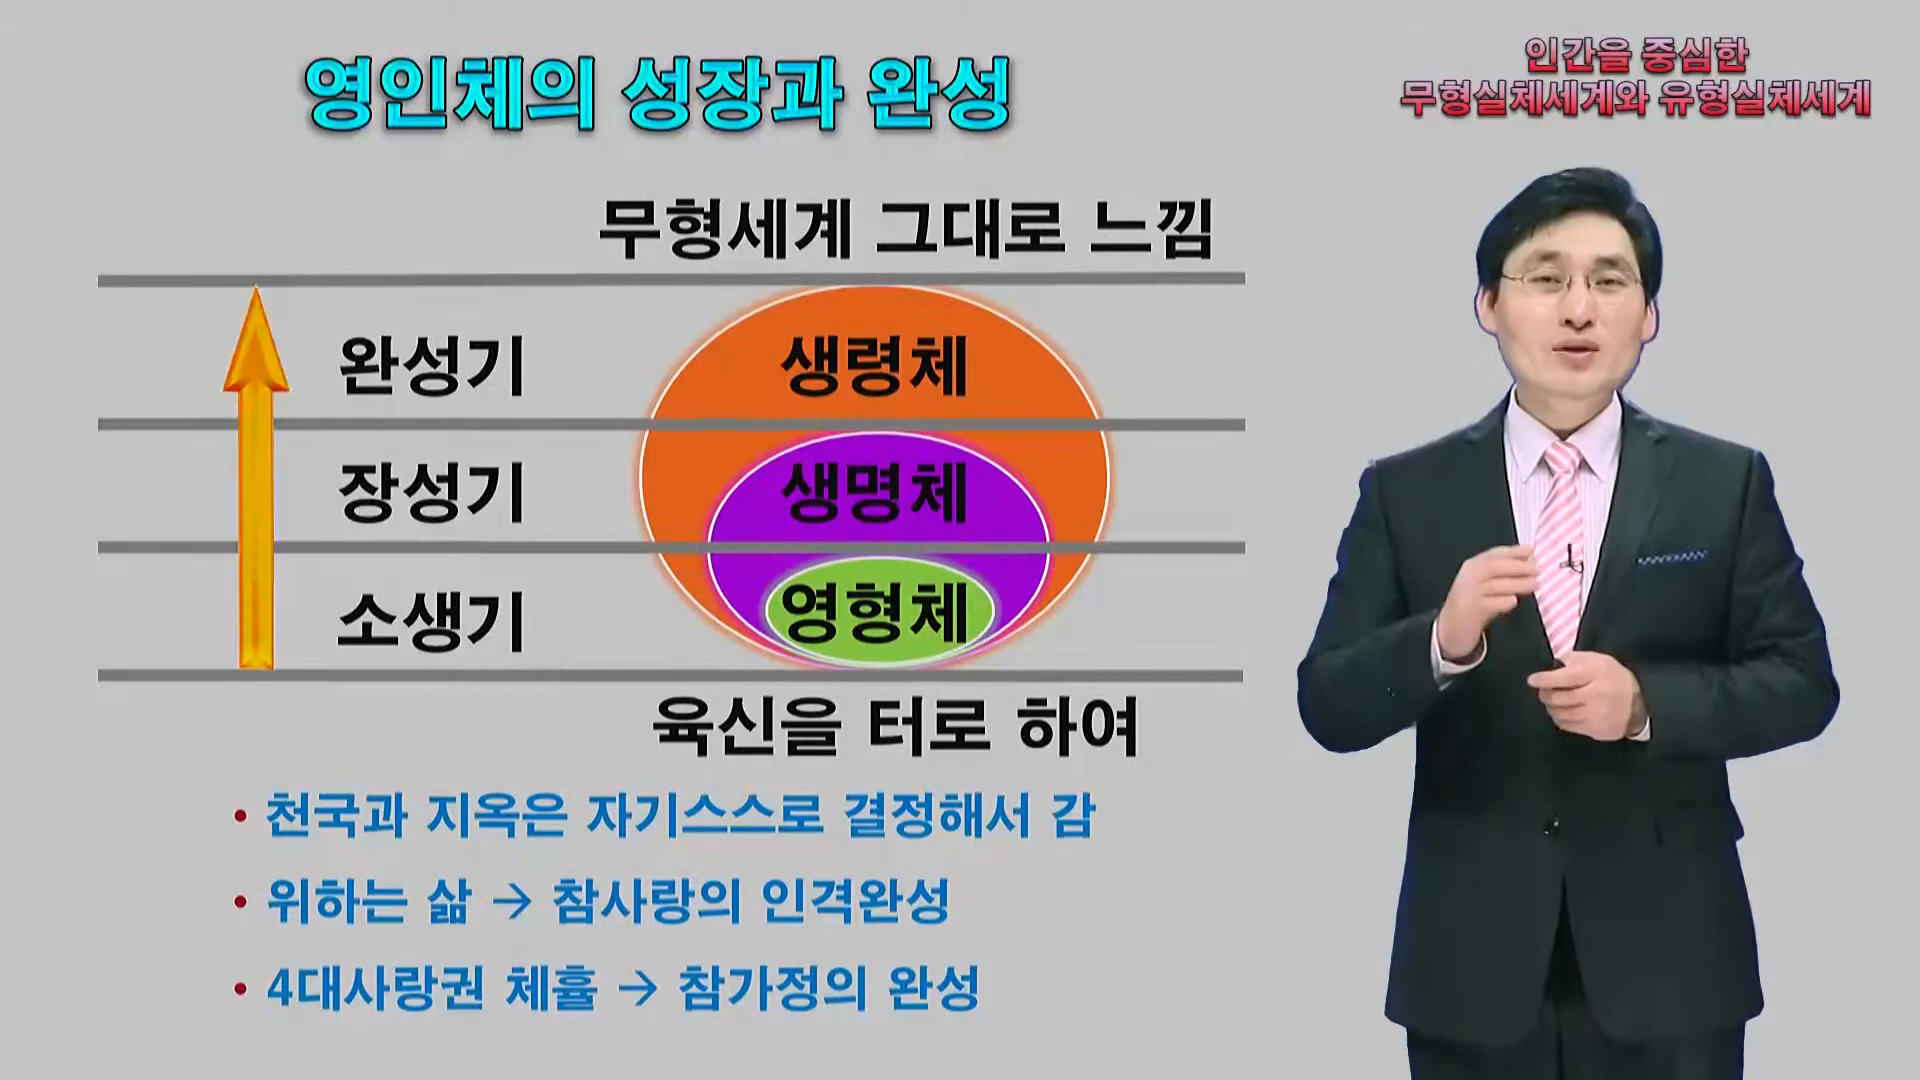 영인체의 성장과 완성
인간을 중심한
무형실체세계와 유형실체세계
무형세계 그대로 느낌
완성기 생령체
장성기 생명체
소생기 영형체
육신을 터로 하여
• 천국과 지옥은 자기스스로 결정해서 감
• 위하는 삶 → 참사랑의 인격완성
• 4대사랑권 체휼 → 참가정의 완성